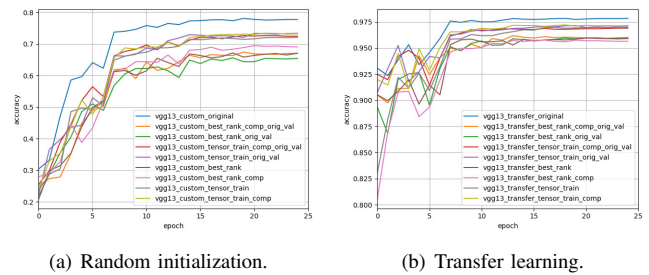 0.8
0.7
0.6
0.5
0.4
0.3
0.2
accuracy
vgg13_custom_original
vgg13_custom_best_rank_comp_orig_val
vgg13_custom_best_rank_orig_val
vgg13_custom_tensor_train_comp_orig_val
vgg13_custom_tensor_train_orig_val
vgg13_custom_best_rank
vgg13_custom_best_rank_comp
vgg13_custom_tensor_train
vgg13_custom_tensor_train_comp
0 5 10 15 20 25
epoch
(a) Random initialization.
0.975
0.950
0.925
0.900
0.875
0.850
0.825
0.800
accuracy
vgg13_transfer_original
vgg13_transfer_best_rank_comp_orig_val
vgg13_transfer_best_rank_orig_val
vgg13_transfer_tensor_train_comp_orig_val
vgg13_transfer_tensor_train_orig_val
vgg13_transfer_best_rank
vgg13_transfer_best_rank_comp
vgg13_transfer_tensor_train
vgg13_transfer_tensor_train_comp
0 5 10 15 20 25
epoch
(b) Transfer learning.